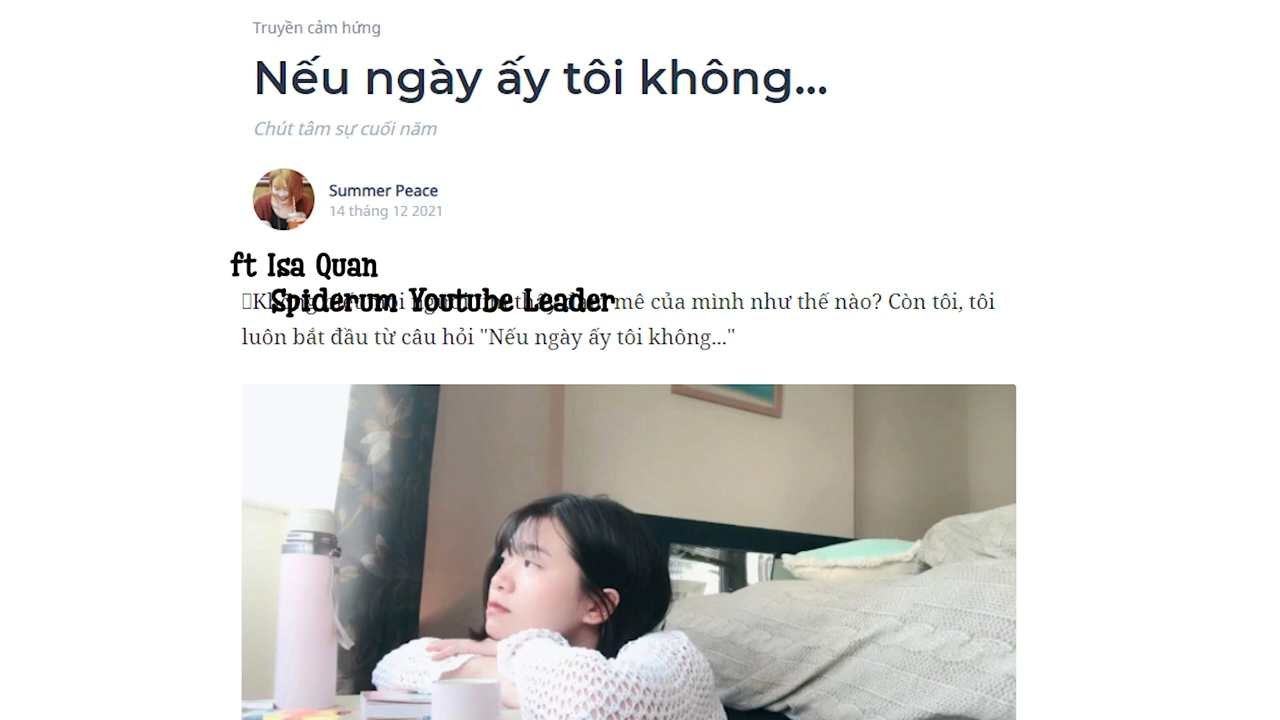 Truyền cảm hứng
Nếu ngày ấy tôi không...
Chút tâm sự cuối năm
Summer Peace
14 tháng 12 2021
ft Isa Quan
Spiderum Youtube Leader
mê của mình như thế nào? Còn tôi, tôi
luôn bắt đầu từ câu hỏi "Nếu ngày ấy tôi không..."